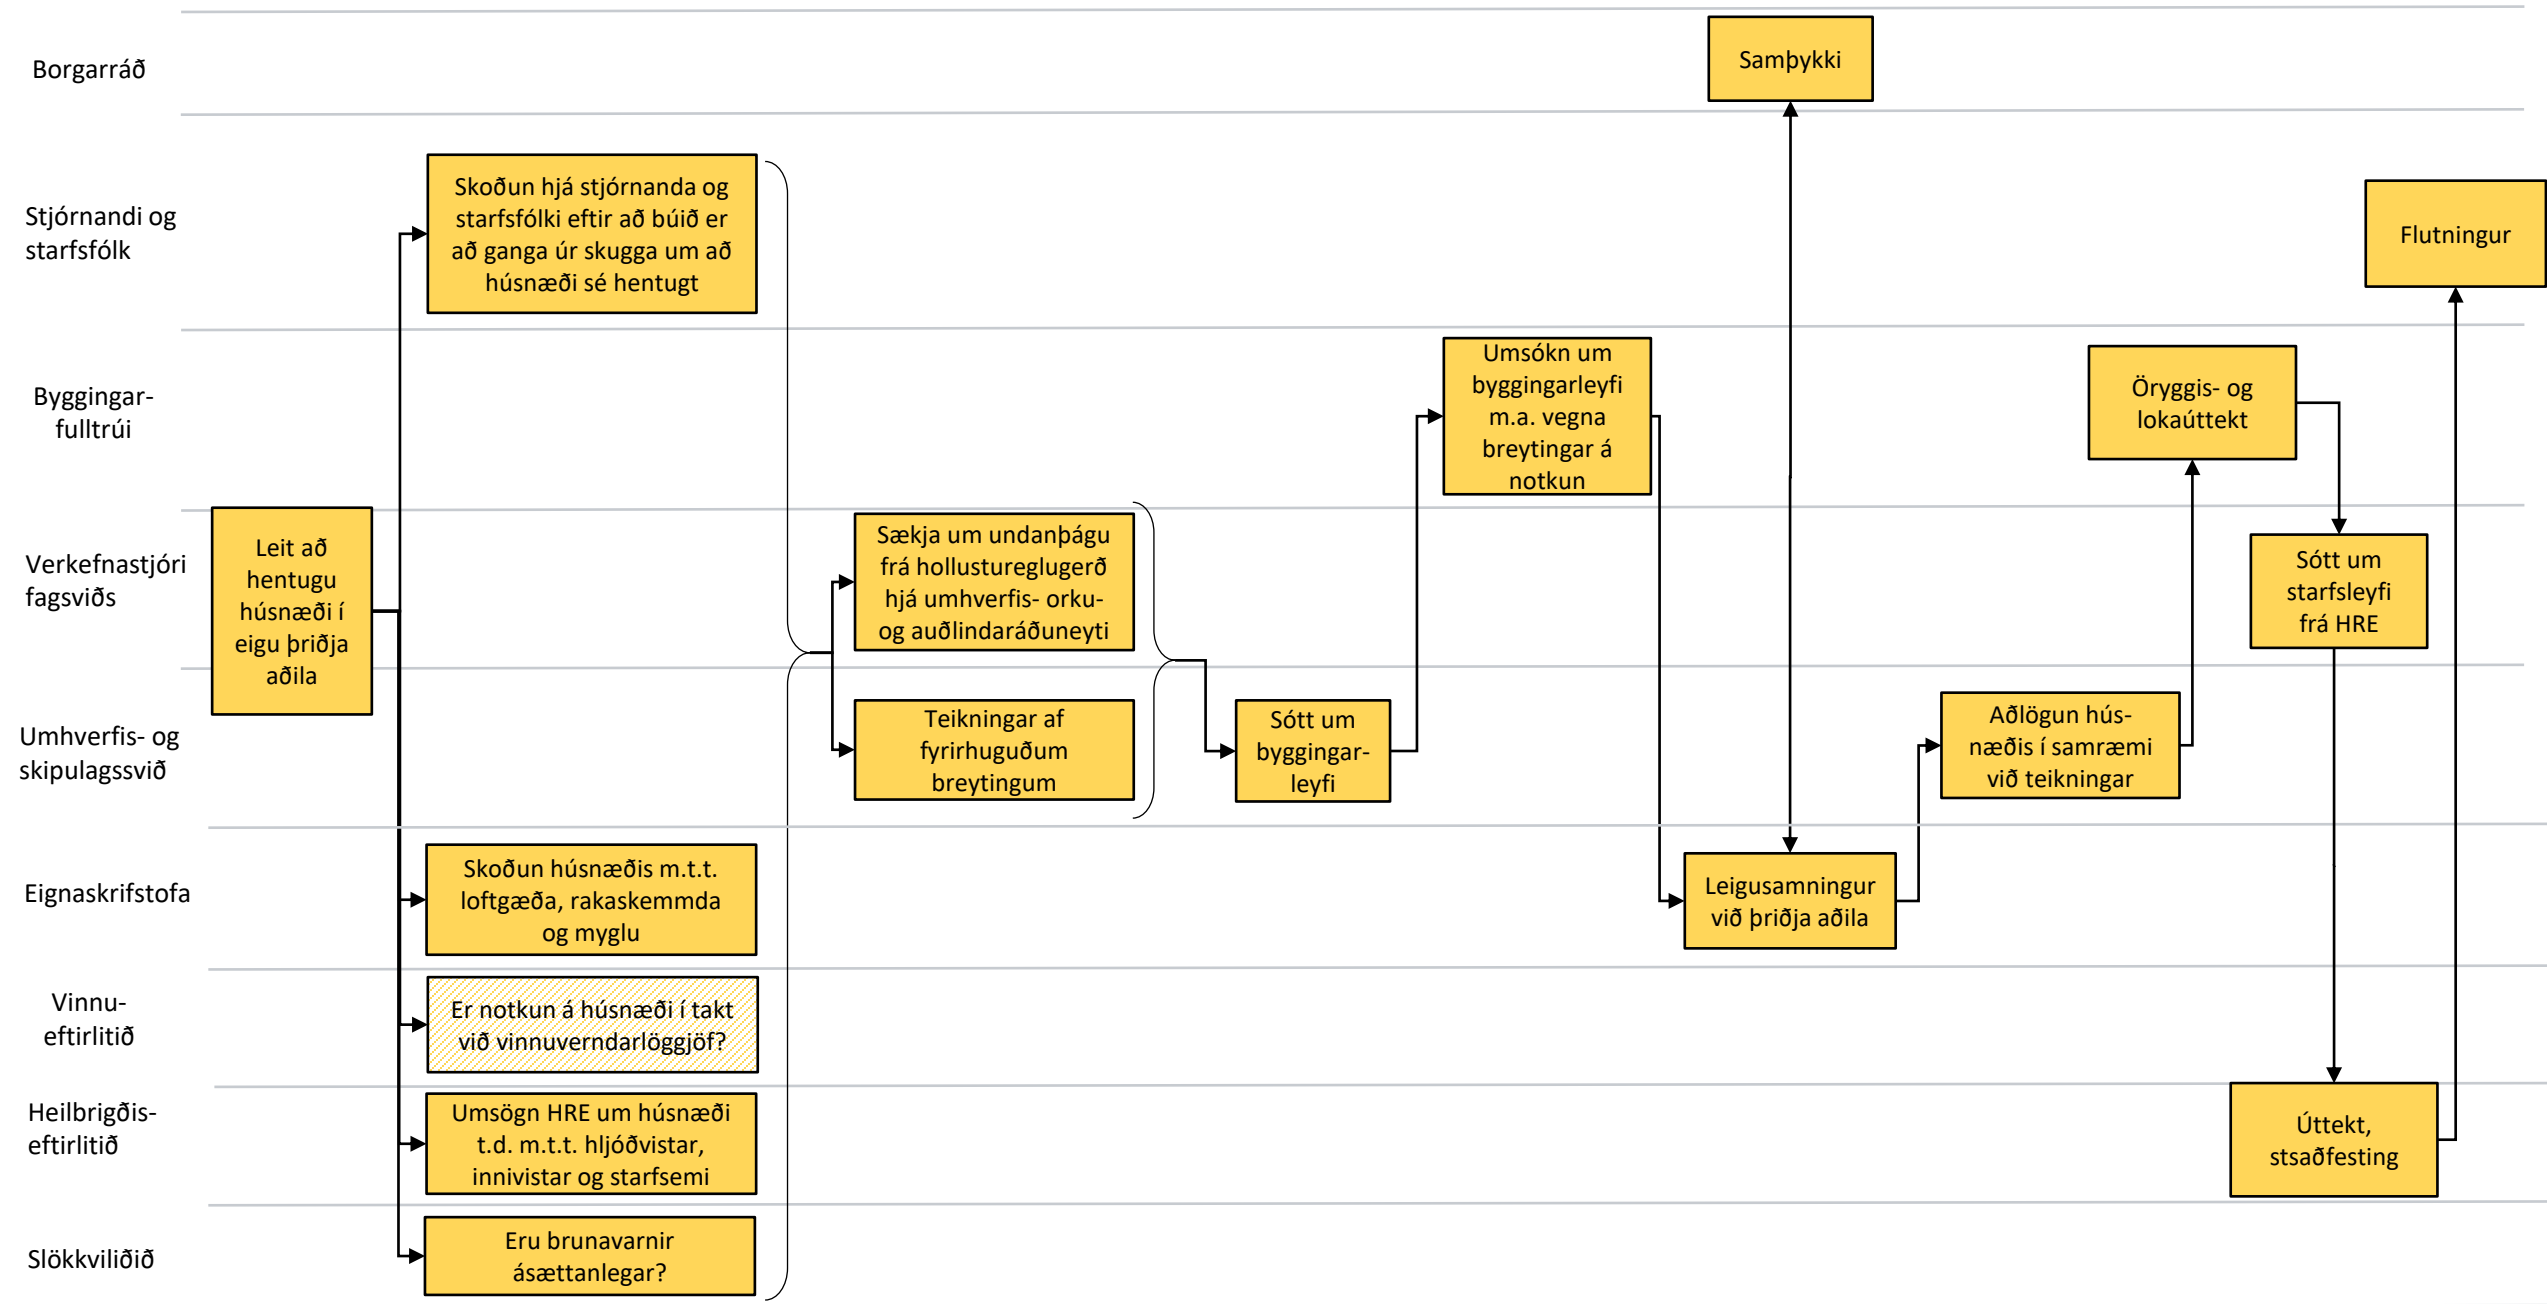 Borgarráð
Samþykki
Stjórnandi og
starfsfólk
Skoðun hjá stjórnanda og
starfsfólki eftir að búið er
að ganga úr skugga um að
húsnæði sé hentugt
Flutningur
Byggingar-
fulltrúi
Umsókn um
byggingarleyfi
m.a. vegna
breytingar á
notkun
Öryggis- og
lokaúttekt
Verkefnastjóri
fagsviðs
Leit að
hentugu
húsnæði í
eigu þriðja
aðila
Sækja um undanþágu
frá hollustureglugerð
hjá umhverfis- orku-
og auðlindaráðuneyti
Sótt um
starfsleyfi
frá HRE
Umhverfis- og
skipulagssvið
Teikningar af
fyrirhuguðum
breytingum
Sótt um
byggingar-
leyfi
Aðlögun hús-
næðis í samræmi
við teikningar
Eignaskrifstofa
Skoðun húsnæðis m.t.t.
loftgæða, rakaskemmda
og myglu
Leigusamningur
við þriðja aðila
Vinnu-
eftirlitið
Er notkun á húsnæði í takt
við vinnuverndarlöggjöf?
Heilbrigðis-
eftirlitið
Umsögn HRE um húsnæði
t.d. m.t.t. hljóðvistar,
innivistar og starfsemi
Úttekt,
stsaðfesting
Slökkviliðið
Eru brunavarnir
ásættanlegar?